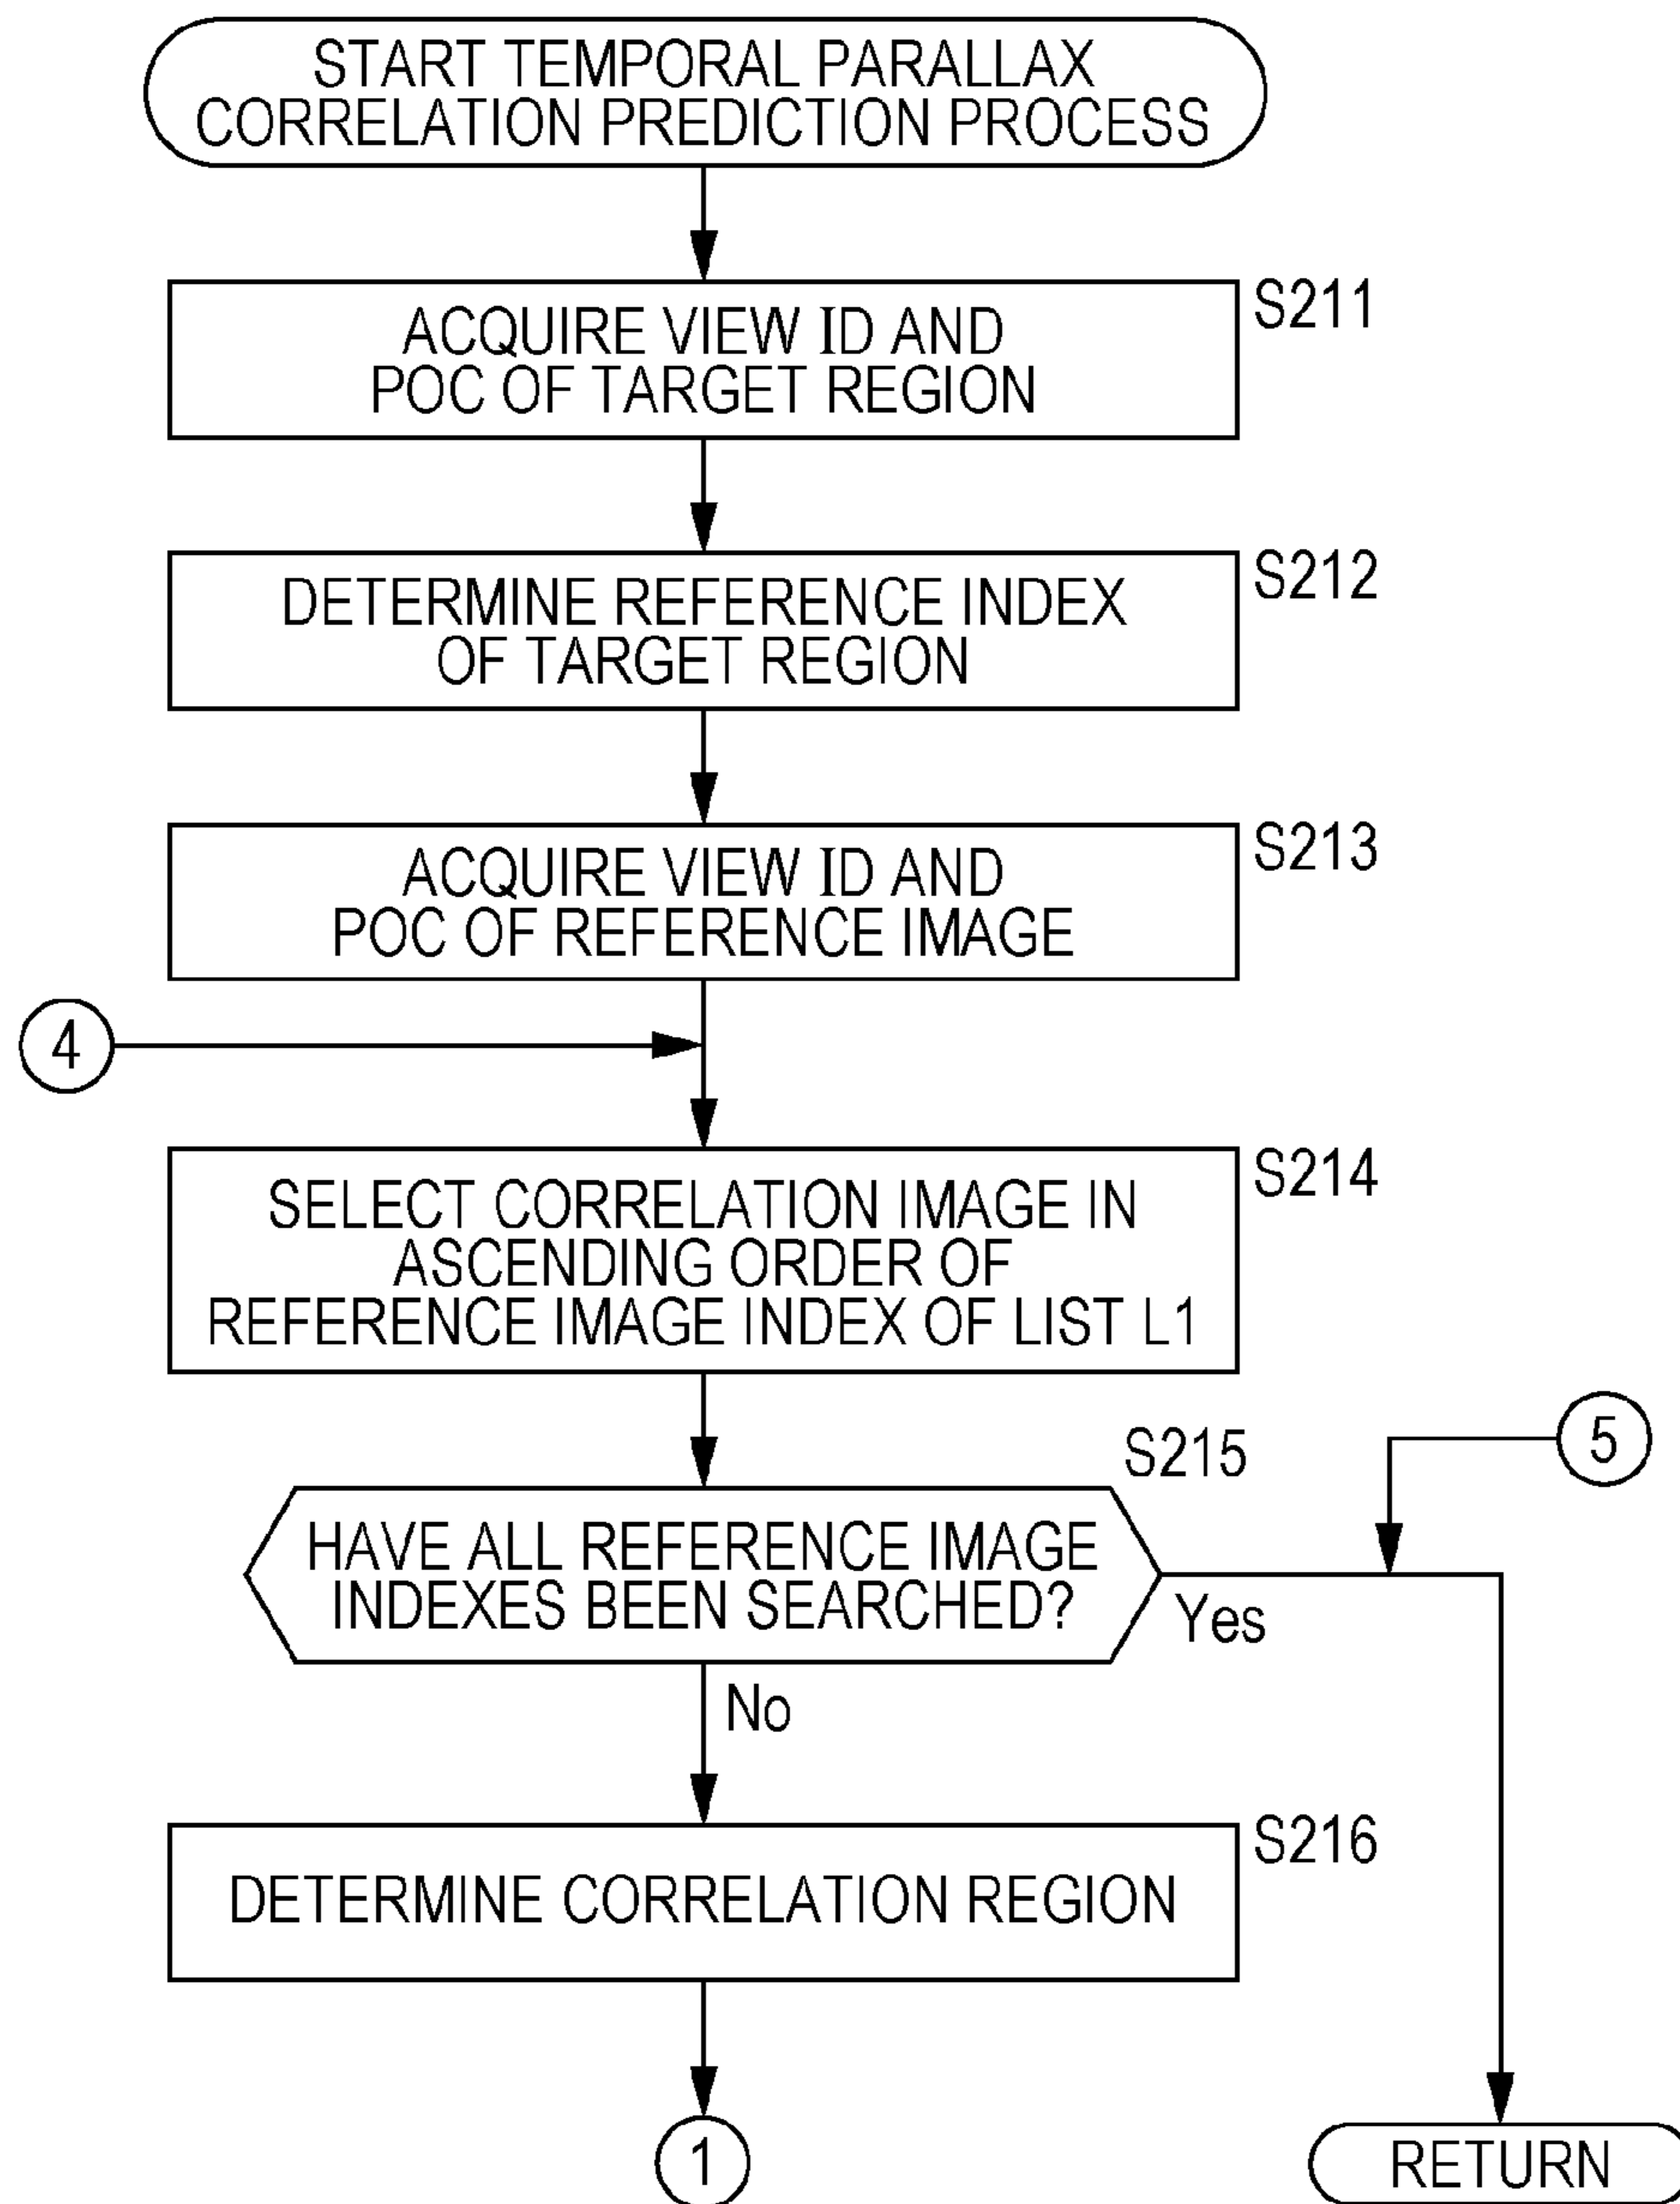 START TEMPORAL PARALLAX
CORRELATION PREDICTION PROCESS
S211
ACQUIRE VIEW ID AND
POC OF TARGET REGION
S212
DETERMINE REFERENCE INDEX
OF TARGET REGION
S213
ACQUIRE VIEW ID AND
POC OF REFERENCE IMAGE
4
S214
SELECT CORRELATION IMAGE IN
ASCENDING ORDER OF
REFERENCE IMAGE INDEX OF LIST L1
5
S215
HAVE ALL REFERENCE IMAGE
INDEXES BEEN SEARCHED?
Yes
No
S216
DETERMINE CORRELATION REGION
1
RETURN